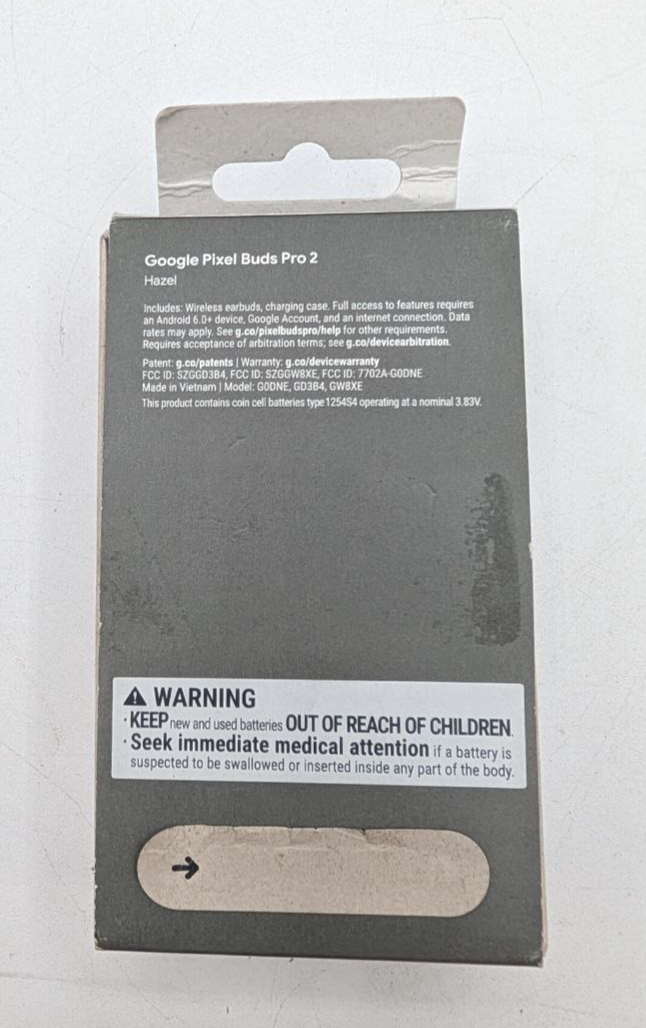 Google Pixel Buds Pro 2
Hazel
Includes: Wireless earbuds, charging case. Full access to features requires
an Android 6.0+ device, Google Account, and an internet connection. Data
rates may apply. See g.co/pixelbudspro/help for other requirements.
Requires acceptance of arbitration terms; see g.co/devicearbitration.
Patent: g.co/patents | Warranty: g.co/devicewarranty
FCC ID: SZGGD3B4, FCC ID: SZGGW8XE, FCC ID: 7702A-G0DNE
Made in Vietnam | Model: G0DNE, GD3B4, GW8XE
This product contains coin cell batteries type 1254S4 operating at a nominal 3.83V.
⚠ WARNING
· KEEP new and used batteries OUT OF REACH OF CHILDREN.
· Seek immediate medical attention if a battery is
suspected to be swallowed or inserted inside any part of the body.